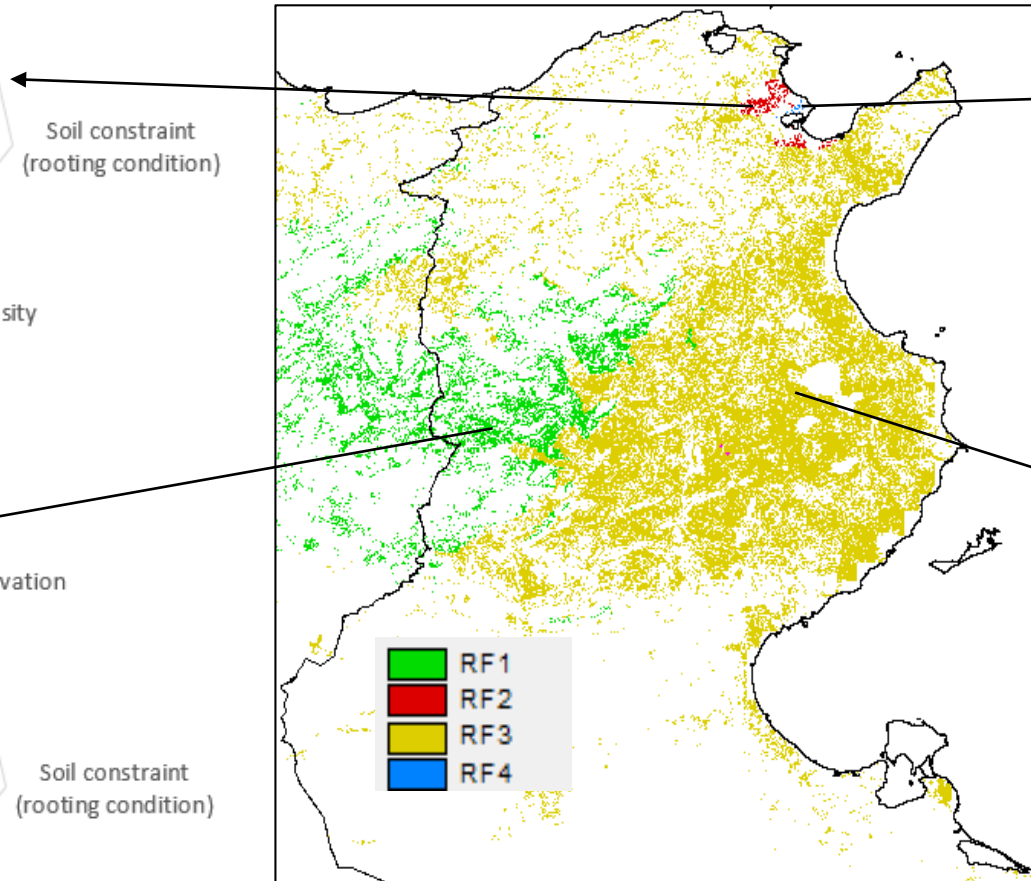 Soil constraint
(rooting condition)
sity
vation
RF1
RF2
RF3
RF4
Soil constraint
(rooting condition)